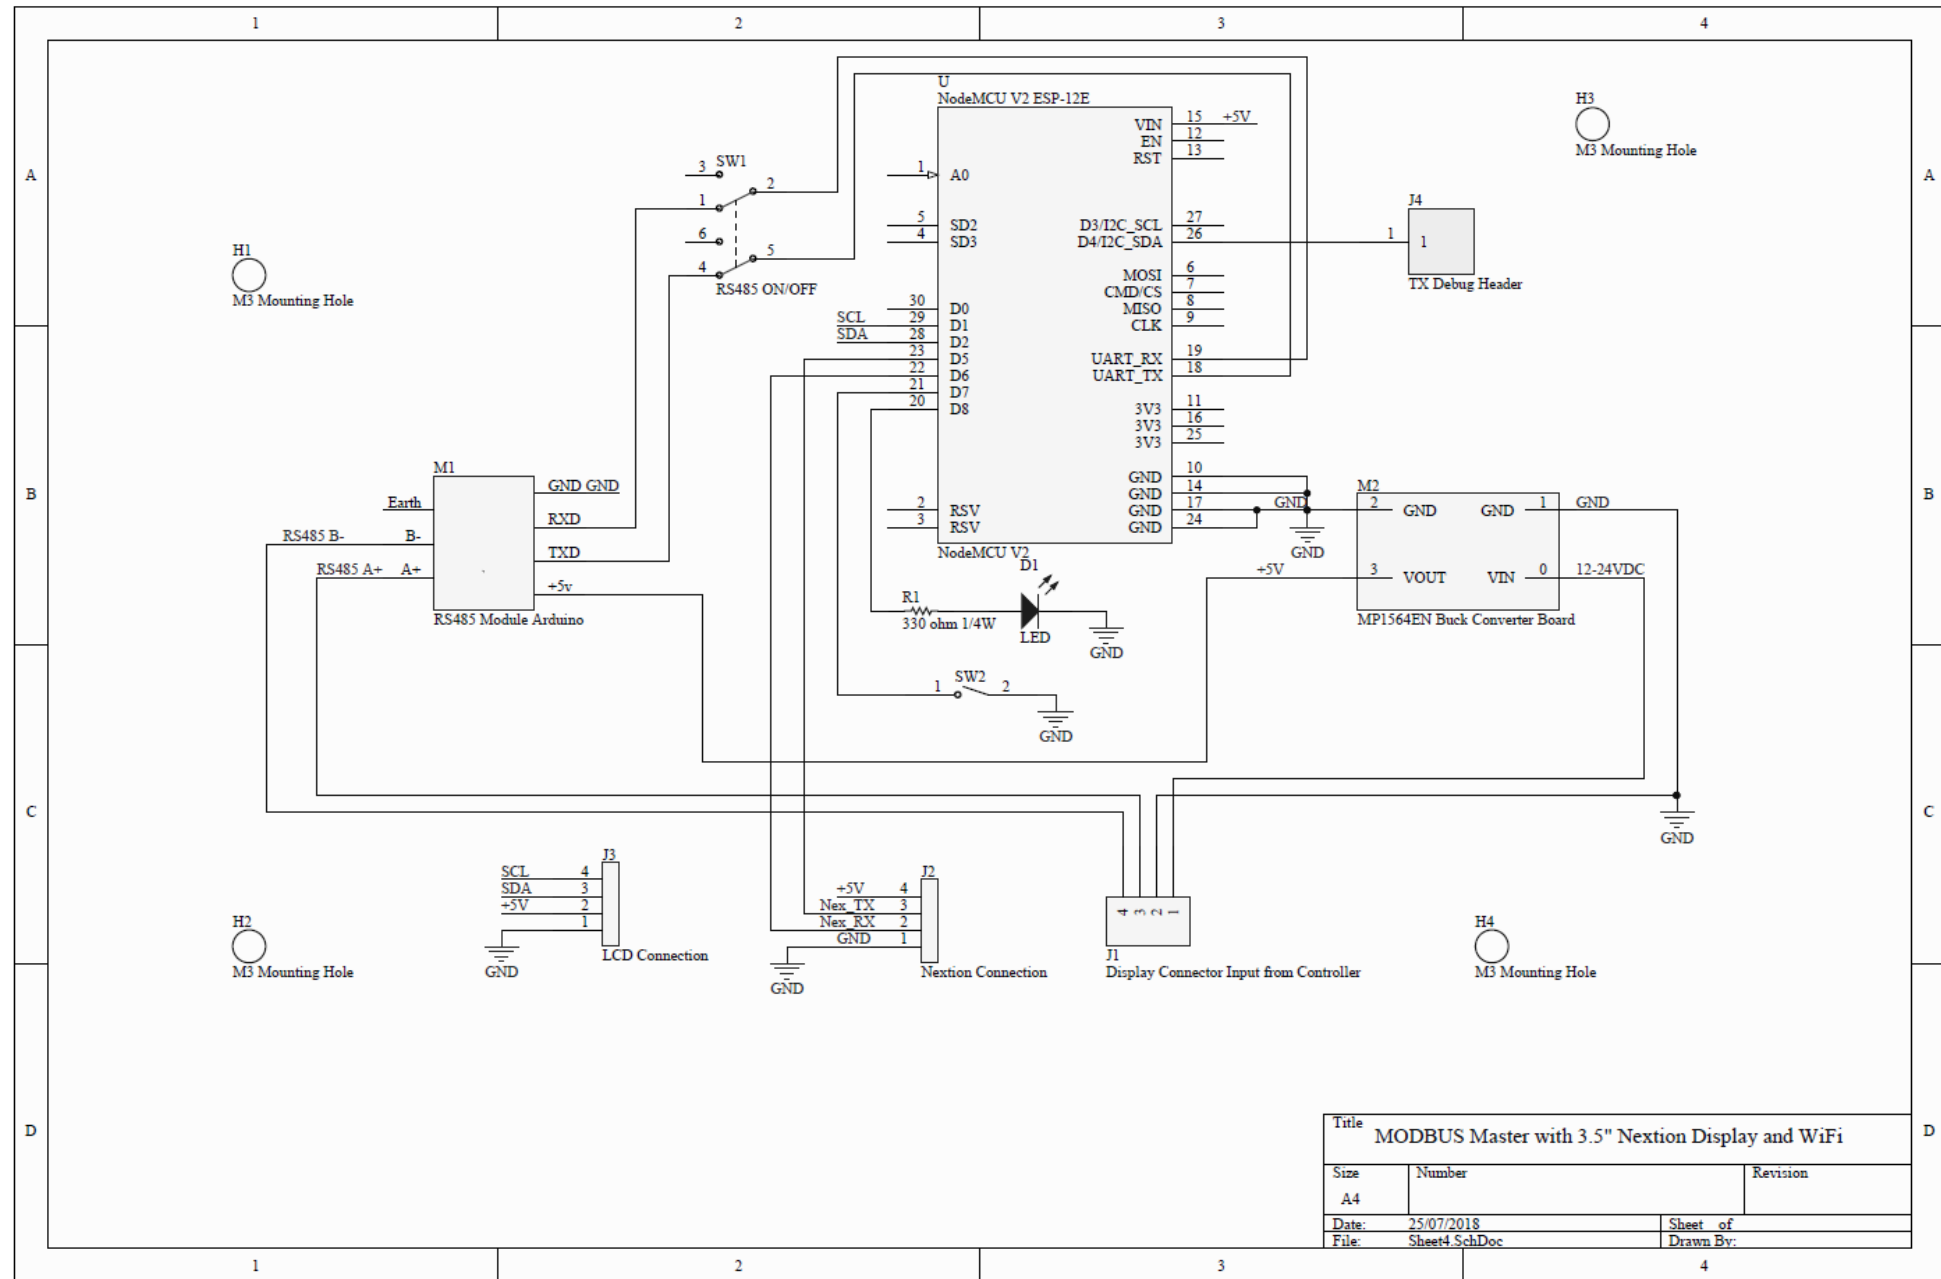 1 2 3 4
A A
B B
C C
D D
1 2 3 4
U
NodeMCU V2 ESP-12E
VIN 15 +5V
EN 12
RST 13
1 A0
5 SD2
4 SD3
D3/I2C_SCL 27
D4/I2C_SDA 26
MOSI 6
CMD/CS 7
MISO 8
CLK 9
30 D0
SCL 29 D1
SDA 28 D2
23 D5
22 D6
21 D7
20 D8
UART_RX 19
UART_TX 18
3V3 11
3V3 16
3V3 25
GND 10
GND 14
GND 17 GND
GND 24
2 RSV
3 RSV
NodeMCU V2
GND
H3
M3 Mounting Hole
3 SW1
2
1
6
5
4
RS485 ON/OFF
J4
1 1
TX Debug Header
H1
M3 Mounting Hole
M1
GND GND
Earth
RXD
RS485 B- B-
TXD
RS485 A+ A+
+5v
RS485 Module Arduino
M2
2 GND GND 1 GND
+5V 3 VOUT VIN 0 12-24VDC
MP1564EN Buck Converter Board
D1
R1
330 ohm 1/4W
LED
GND
SW2
1 2
GND
GND
J3
SCL 4
SDA 3
+5V 2
1
GND
LCD Connection
J2
+5V 4
Nex_TX 3
Nex_RX 2
GND 1
GND
Nextion Connection
4 3 2 1
J1
Display Connector Input from Controller
H2
M3 Mounting Hole
H4
M3 Mounting Hole
Title
MODBUS Master with 3.5" Nextion Display and WiFi
Size Number Revision
A4
Date: 25/07/2018 Sheet of
File: Sheet4.SchDoc Drawn By: